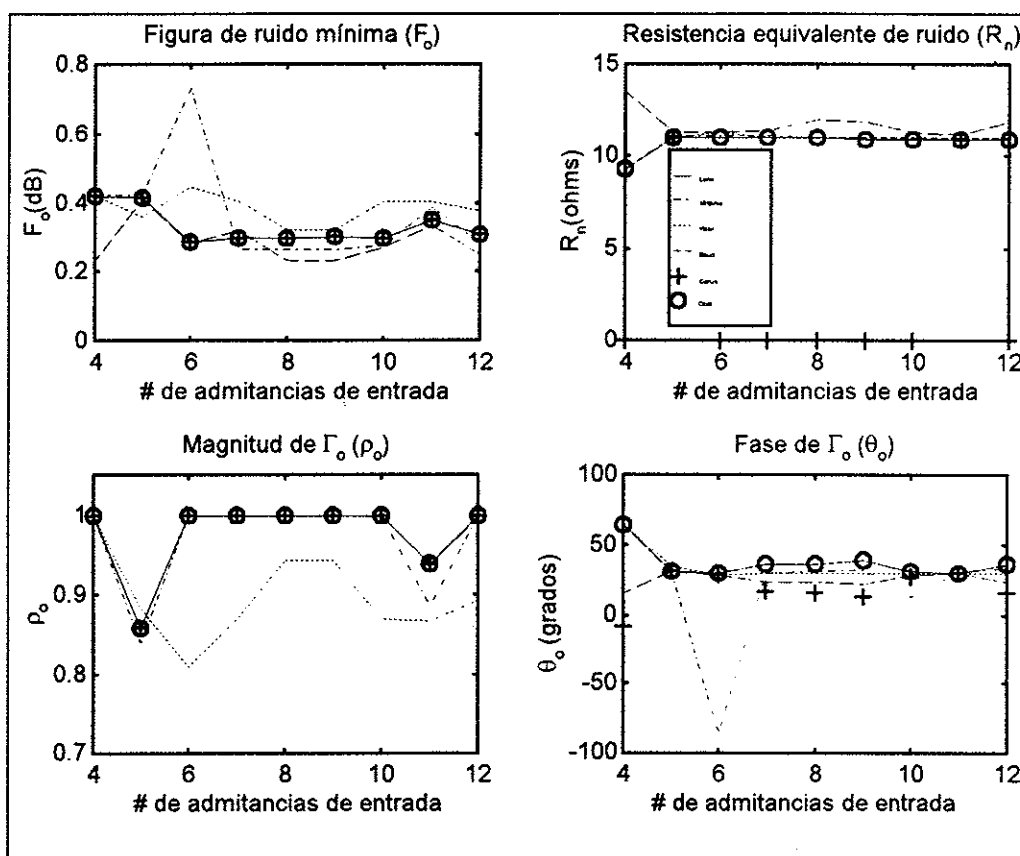 Figura de ruido mínima (F_o)
0.8
0.6
0.4
0.2
0
F_o(dB)
4 6 8 10 12
# de admitancias de entrada
Resistencia equivalente de ruido (R_n)
15
10
5
0
R_n(ohms)
4 6 8 10 12
# de admitancias de entrada
Magnitud de Γ_o (ρ_o)
1
0.9
0.8
0.7
ρ_o
4 6 8 10 12
# de admitancias de entrada
Fase de Γ_o (θ_o)
100
50
0
-50
-100
θ_o (grados)
4 6 8 10 12
# de admitancias de entrada